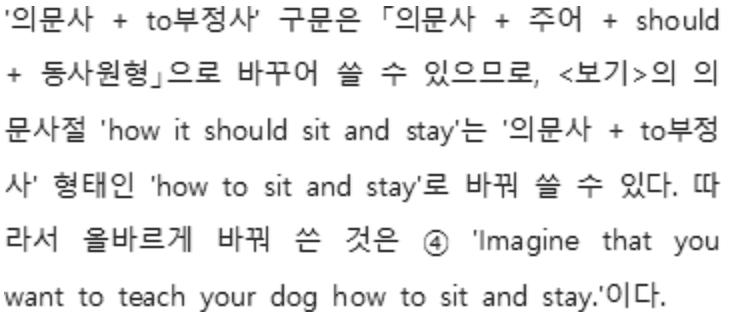 '의문사 + to부정사' 구문은 「의문사 + 주어 + should
+ 동사원형」으로 바꾸어 쓸 수 있으므로, <보기>의 의
문사절 'how it should sit and stay'는 '의문사 + to부정
사' 형태인 'how to sit and stay'로 바꿔 쓸 수 있다. 따
라서 올바르게 바꿔 쓴 것은 ④ 'Imagine that you
want to teach your dog how to sit and stay.'이다.